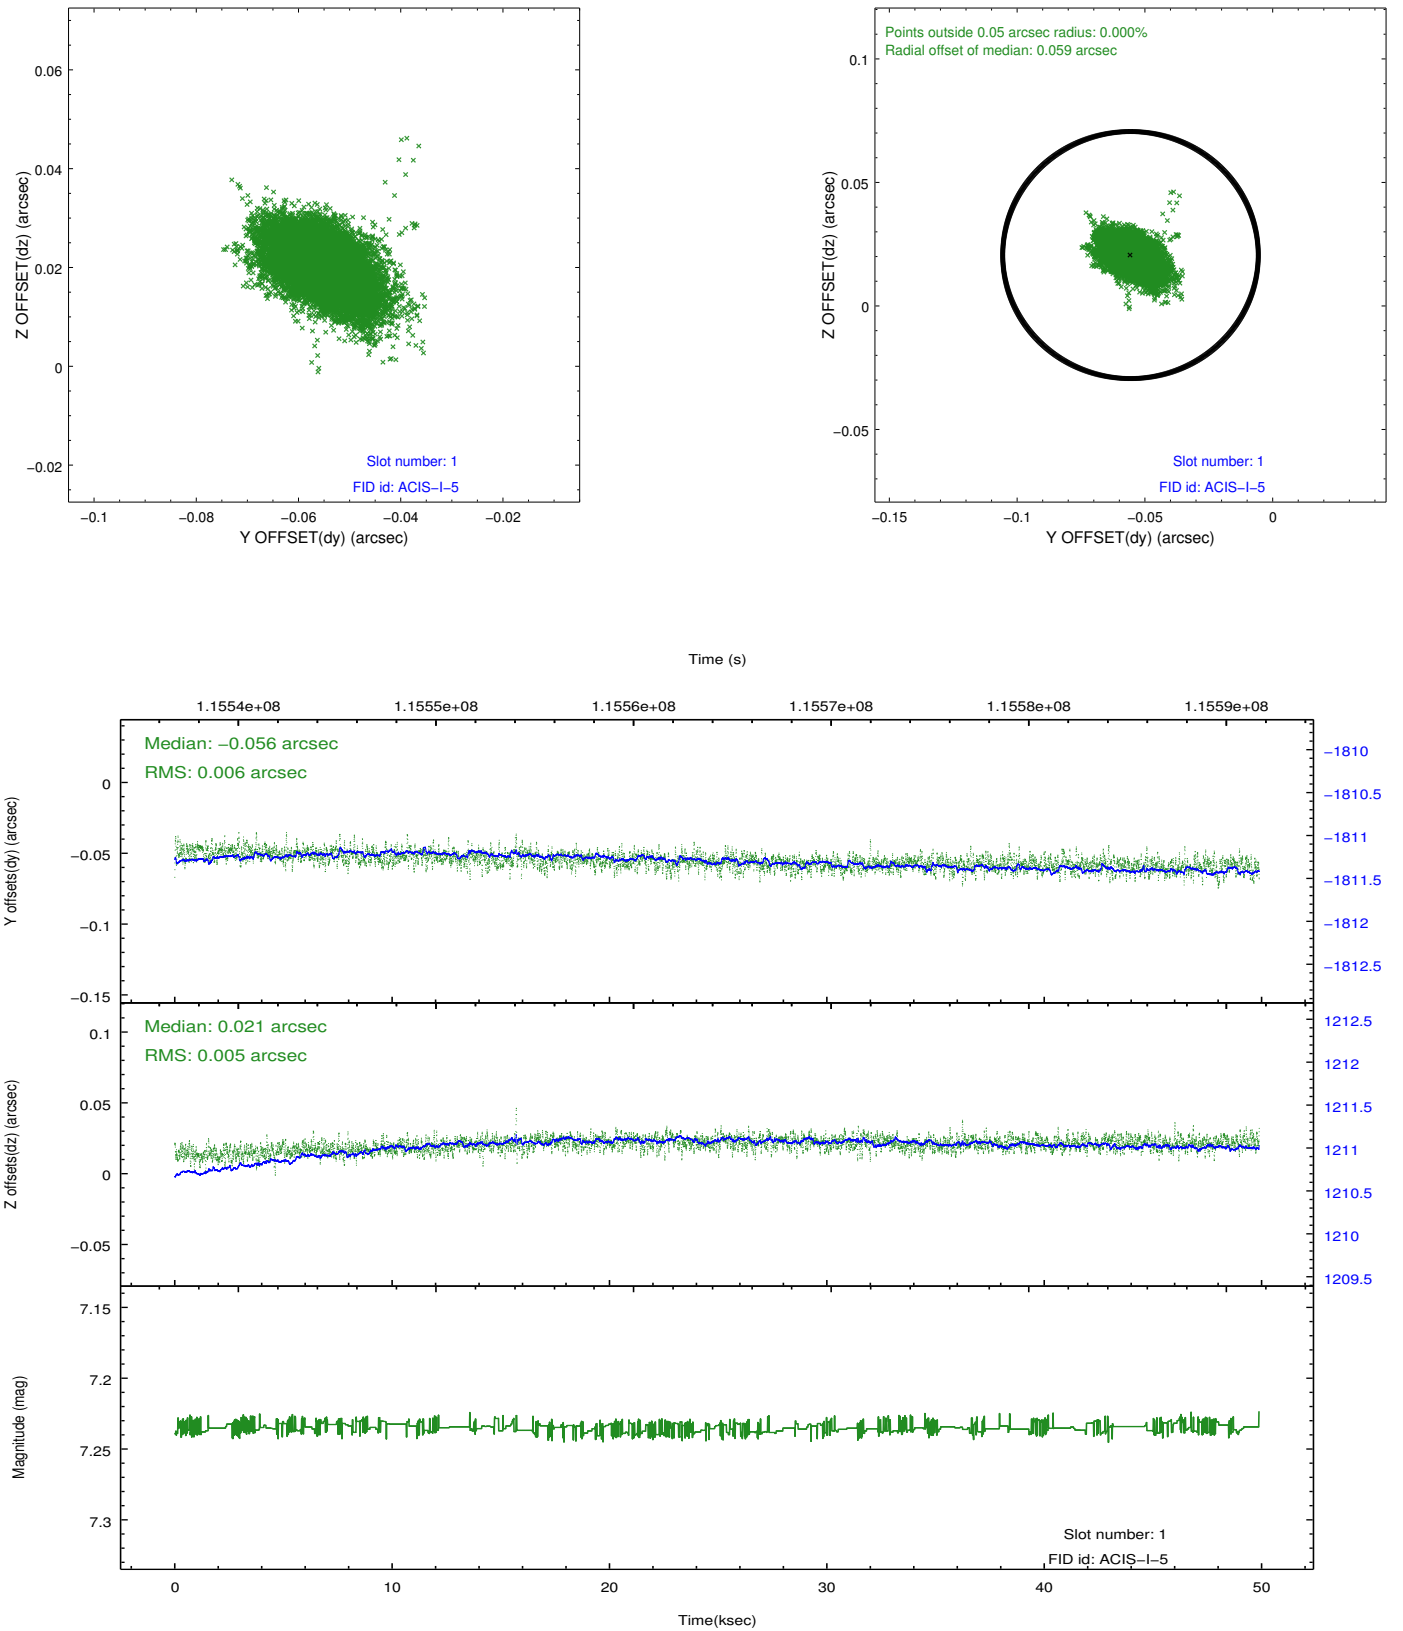 0.06
0.04
0.02
0
−0.02
Z OFFSET(dz) (arcsec)
Slot number: 1
FID id: ACIS−I−5
−0.1 −0.08 −0.06 −0.04 −0.02
Y OFFSET(dy) (arcsec)
Points outside 0.05 arcsec radius: 0.000%
Radial offset of median: 0.059 arcsec
0.1
0.05
0
−0.05
Z OFFSET(dz) (arcsec)
Slot number: 1
FID id: ACIS−I−5
−0.15 −0.1 −0.05 0
Y OFFSET(dy) (arcsec)
Time (s)
1.1554e+08 1.1555e+08 1.1556e+08 1.1557e+08 1.1558e+08 1.1559e+08
Median: −0.056 arcsec
RMS: 0.006 arcsec
0
−0.05
−0.1
−0.15
Y offsets(dy) (arcsec)
−1810
−1810.5
−1811
−1811.5
−1812
−1812.5
Median: 0.021 arcsec
RMS: 0.005 arcsec
0.1
0.05
0
−0.05
Z offsets(dz) (arcsec)
1212.5
1212
1211.5
1211
1210.5
1210
1209.5
7.15
7.2
7.25
7.3
Magnitude (mag)
Slot number: 1
FID id: ACIS−I−5
0 10 20 30 40 50
Time(ksec)